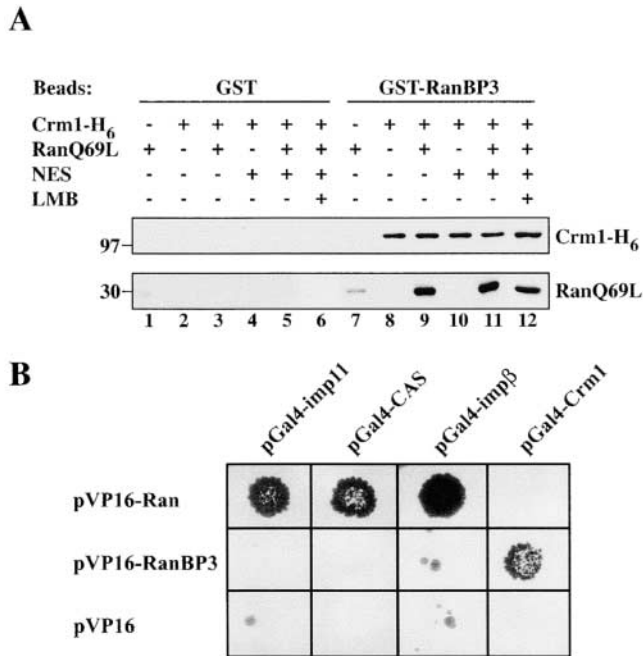 A
Beads: GST GST-RanBP3
Crm1-H6 - + + + + + - + + + + +
RanQ69L + - + - + + + - + - + +
NES - - - + + + - - - + + +
LMB - - - - - + - - - - - +
97 Crm1-H6
30 RanQ69L
1 2 3 4 5 6 7 8 9 10 11 12
B
pGal4-imp11 pGal4-CAS pGal4-impβ pGal4-Crm1
pVP16-Ran
pVP16-RanBP3
pVP16